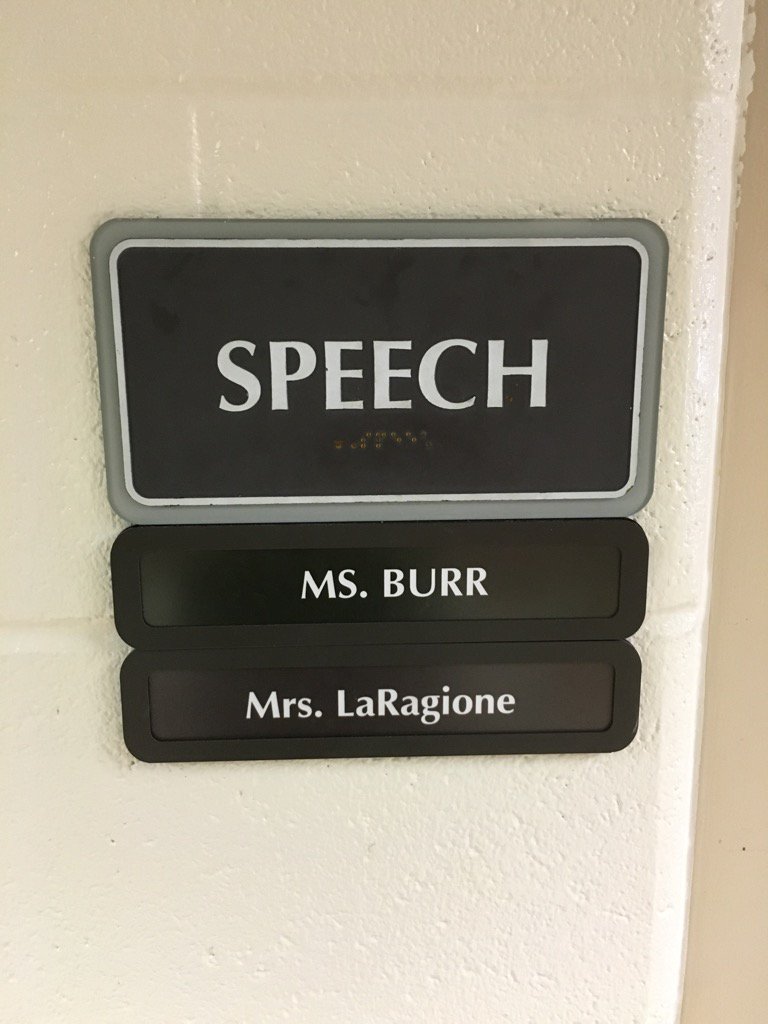 SPEECH
MS. BURR
Mrs. LaRagione